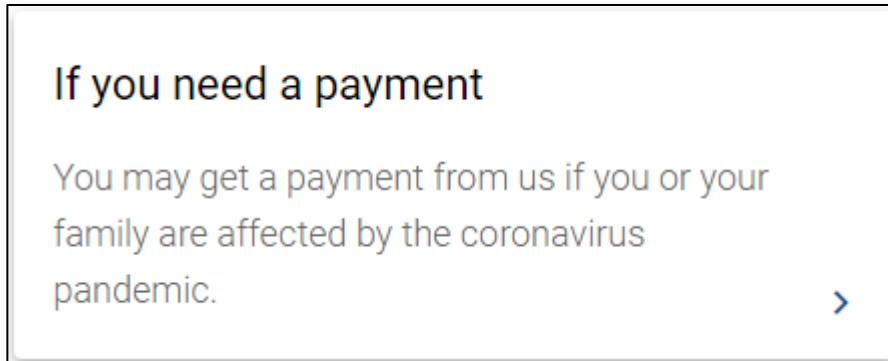 If you need a payment
You may get a payment from us if you or your
family are affected by the coronavirus
pandemic.